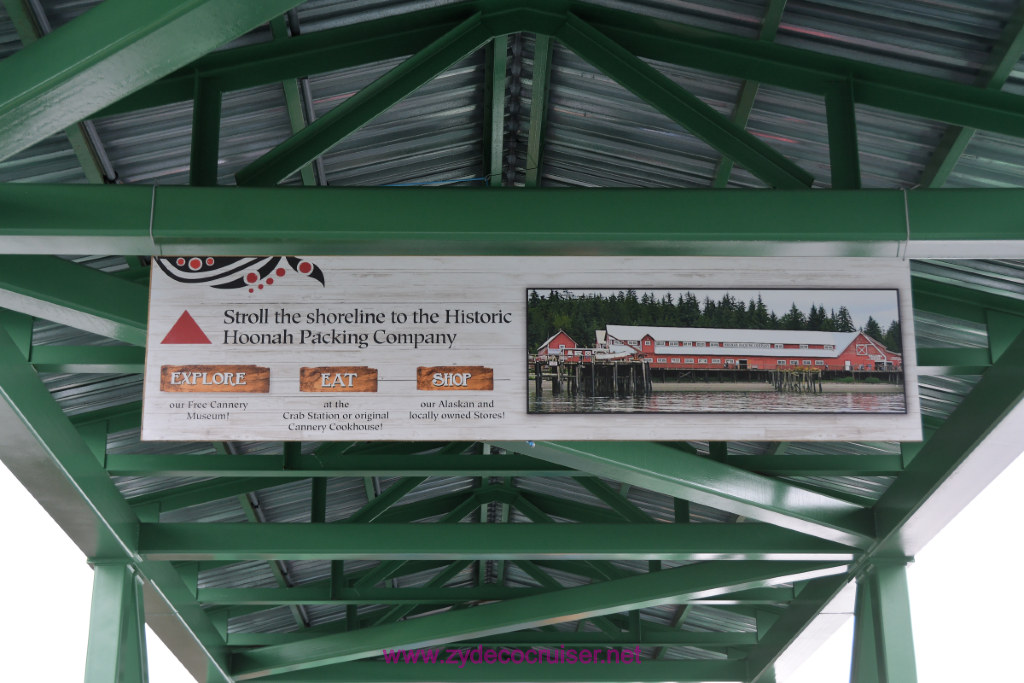 Stroll the shoreline to the Historic
Hoonah Packing Company
EXPLORE
our Free Cannery
Museum!
EAT
at the
Crab Station or original
Cannery Cookhouse!
SHOP
our Alaskan and
locally owned Stores!
www.zydecocruiser.net